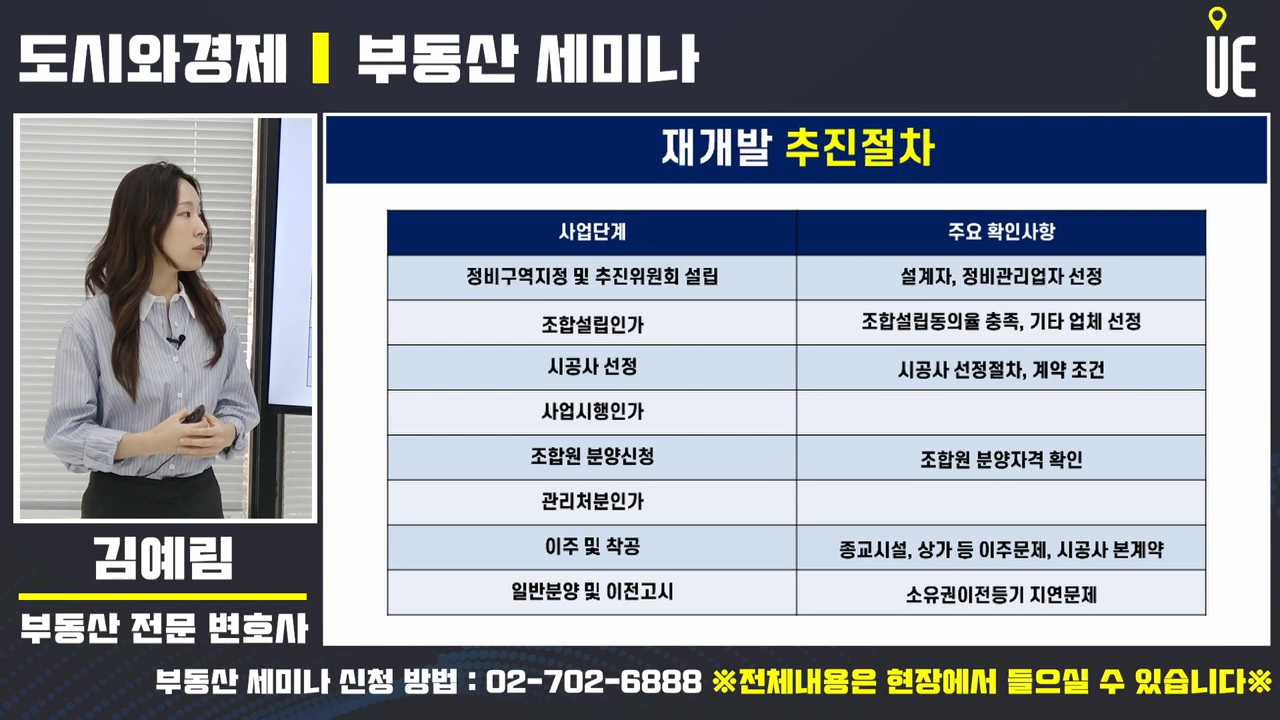 도시와경제 부동산 세미나
UE
재개발 추진절차
사업단계 주요 확인사항
정비구역지정 및 추진위원회 설립 설계자, 정비관리업자 선정
조합설립인가 조합설립동의율 충족, 기타 업체 선정
시공사 선정 시공사 선정절차, 계약 조건
사업시행인가
조합원 분양신청 조합원 분양자격 확인
관리처분인가
이주 및 착공 종교시설, 상가 등 이주문제, 시공사 본계약
일반분양 및 이전고시 소유권이전등기 지연문제
김예림
부동산 전문 변호사
부동산 세미나 신청 방법 : 02-702-6888 ※전체내용은 현장에서 들으실 수 있습니다※